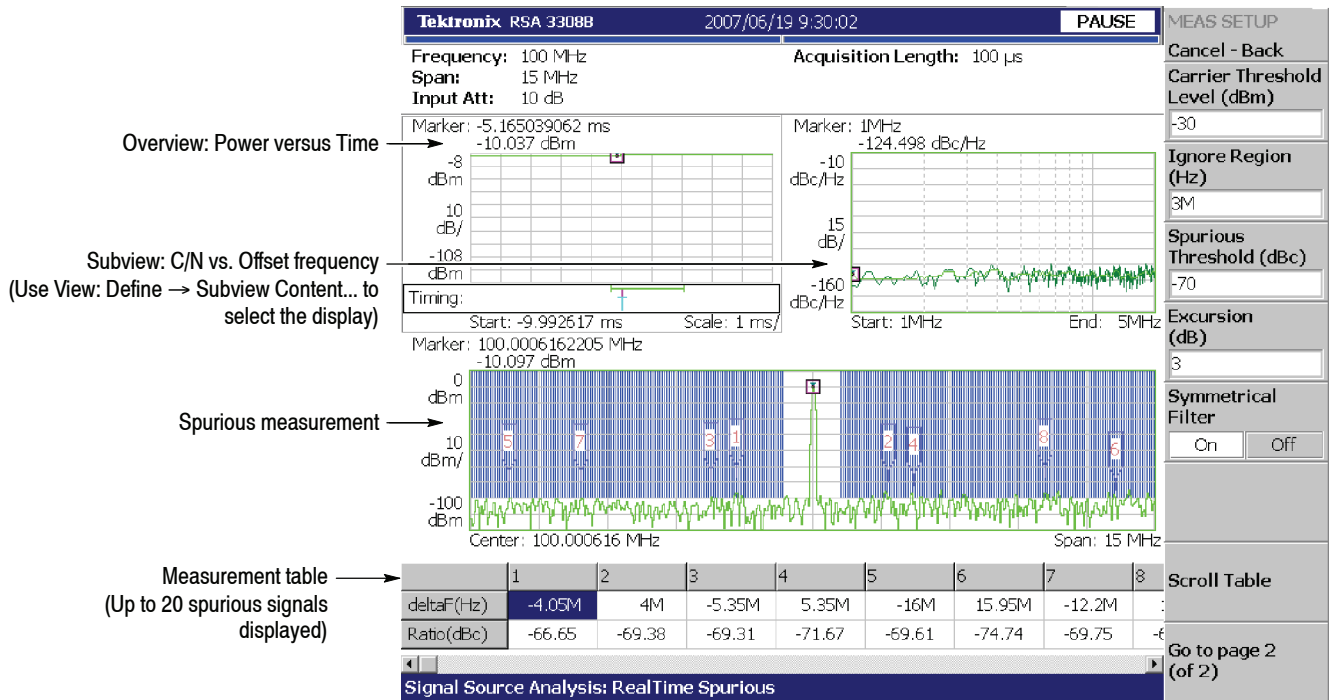 Tektronix RSA 3308B 2007/06/19 9:30:02 PAUSE
Frequency: 100 MHz
Span: 15 MHz
Input Att: 10 dB
Acquisition Length: 100 µs
Overview: Power versus Time
Marker: -5.165039062 ms
-10.037 dBm
-8
dBm
10
dB/
-108
dBm
Timing:
Start: -9.992617 ms Scale: 1 ms/
Subview: C/N vs. Offset frequency
(Use View: Define → Subview Content... to
select the display)
Marker: 1MHz
-124.498 dBc/Hz
-10
dBc/Hz
15
dB/
-160
dBc/Hz
Start: 1MHz End: 5MHz
Spurious measurement
Marker: 100.0006162205 MHz
-10.097 dBm
0
dBm
10
dBm/
-100
dBm
5 7 3 1 2 4 8 6
Center: 100.000616 MHz Span: 15 MHz
Measurement table
(Up to 20 spurious signals
displayed)
1 2 3 4 5 6 7 8
deltaF(Hz) -4.05M 4M -5.35M 5.35M -16M 15.95M -12.2M
Ratio(dBc) -66.65 -69.38 -69.31 -71.67 -69.61 -74.74 -69.75
Signal Source Analysis: RealTime Spurious
MEAS SETUP
Cancel - Back
Carrier Threshold
Level (dBm)
-30
Ignore Region
(Hz)
3M
Spurious
Threshold (dBc)
-70
Excursion
(dB)
3
Symmetrical
Filter
On Off
Scroll Table
Go to page 2
(of 2)